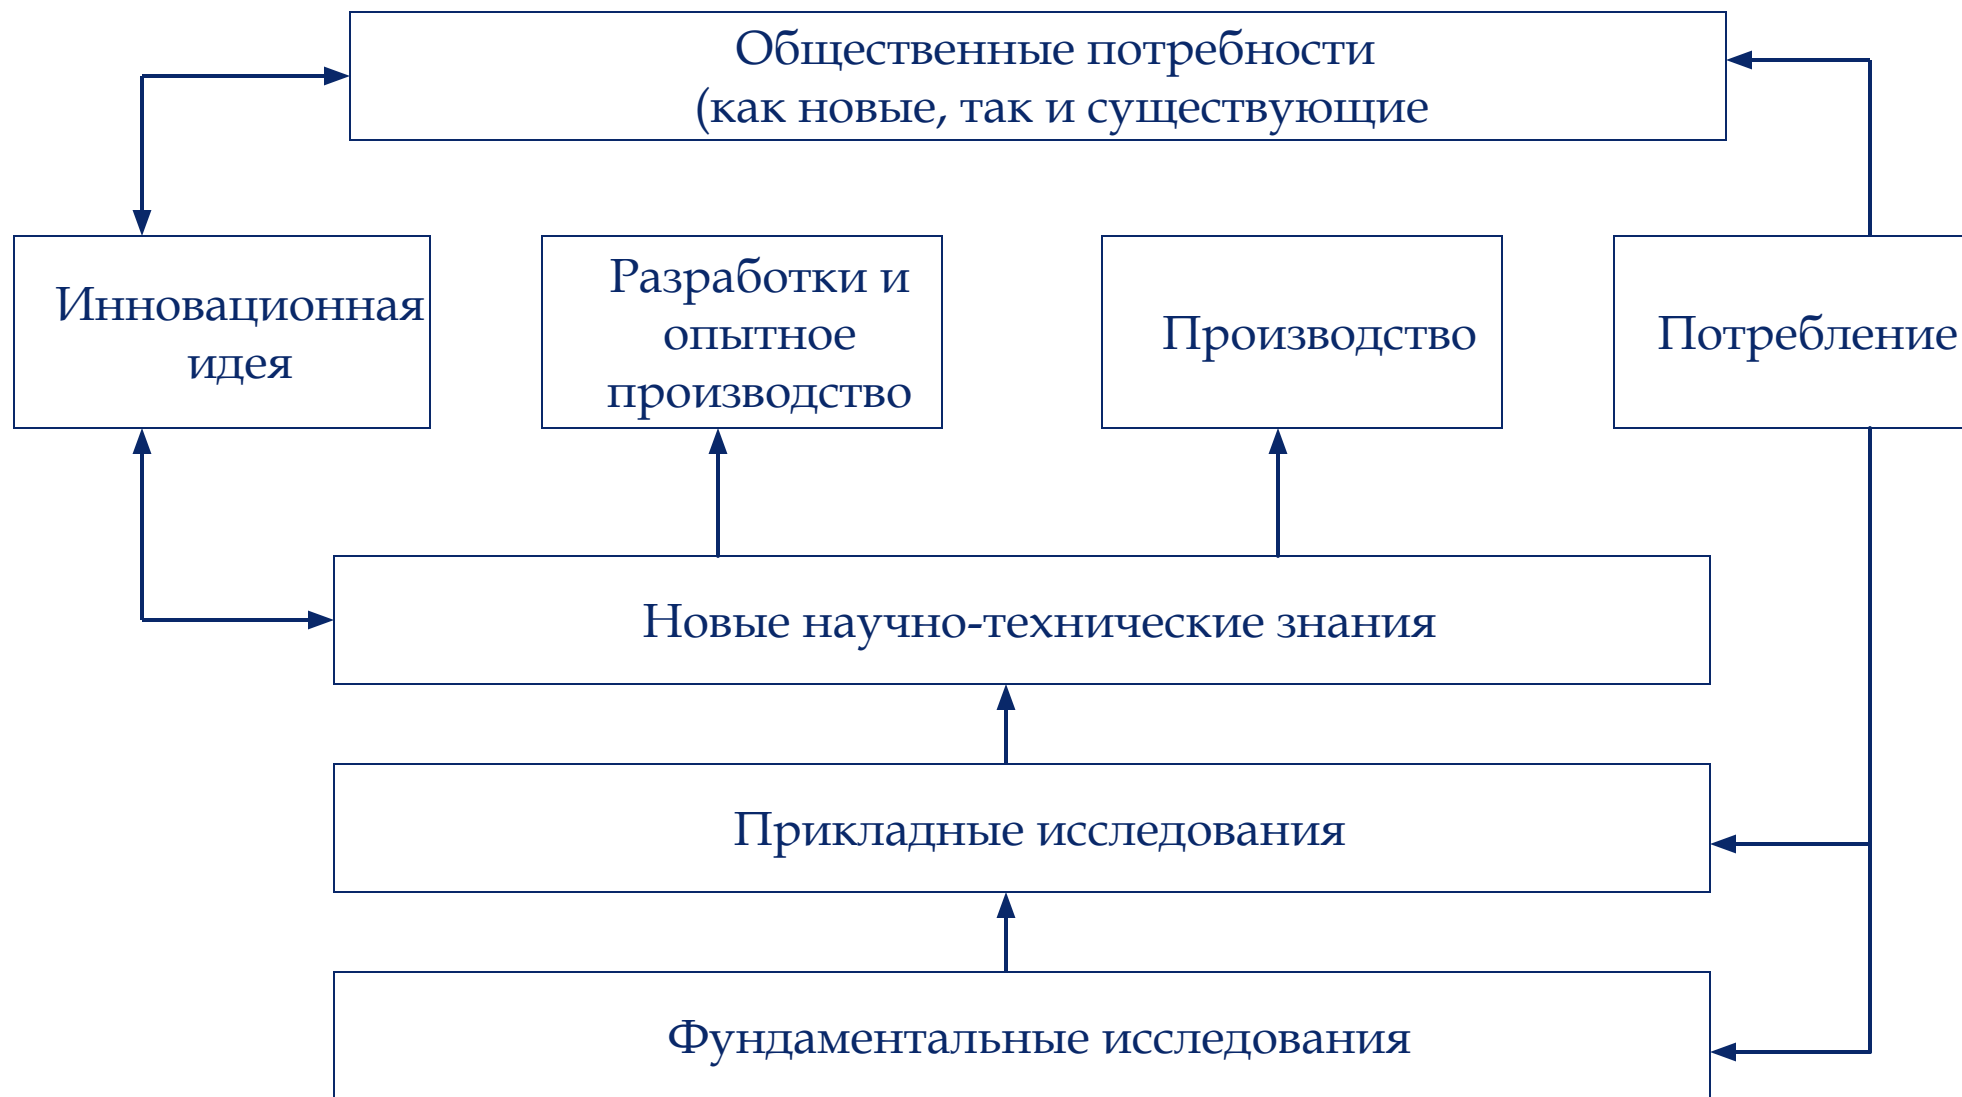 Общественные потребности
(как новые, так и существующие
Инновационная
идея
Разработки и
опытное
производство
Производство
Потребление
Новые научно-технические знания
Прикладные исследования
Фундаментальные исследования